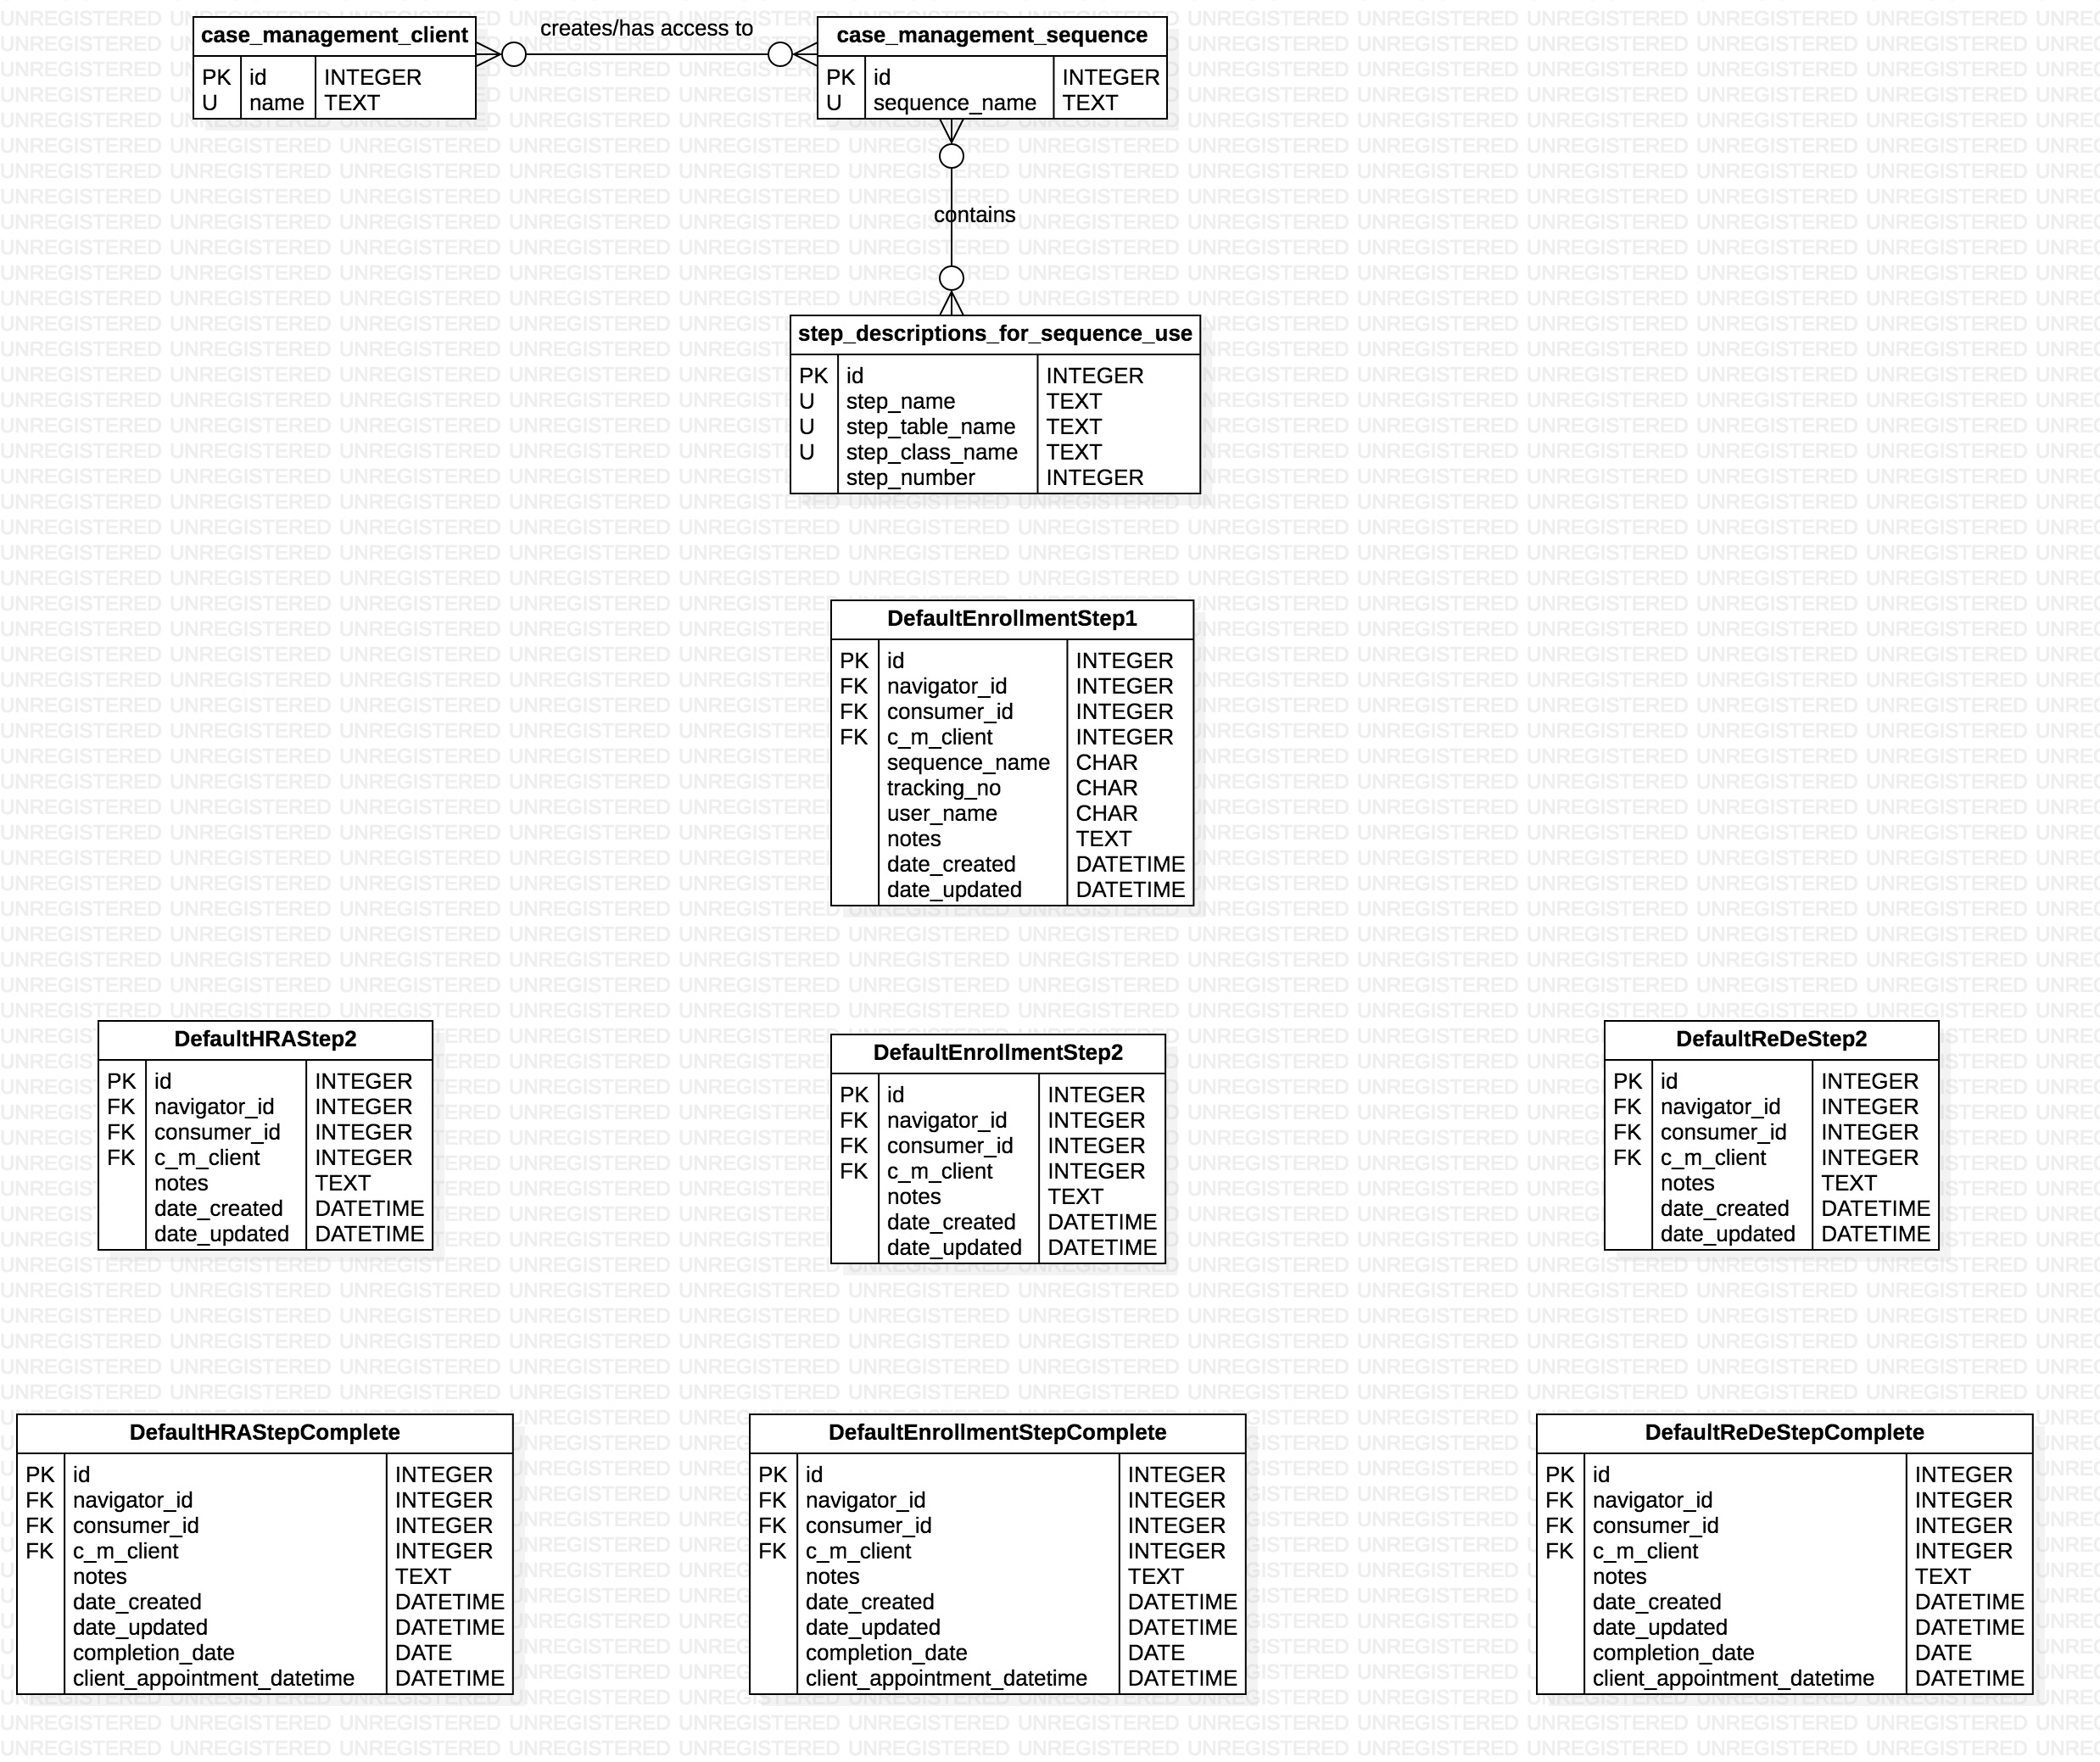 case_management_client
PK id INTEGER
U name TEXT
creates/has access to
case_management_sequence
PK id INTEGER
U sequence_name TEXT
contains
step_descriptions_for_sequence_use
PK id INTEGER
U step_name TEXT
U step_table_name TEXT
U step_class_name TEXT
step_number INTEGER
DefaultEnrollmentStep1
PK id INTEGER
FK navigator_id INTEGER
FK consumer_id INTEGER
FK c_m_client INTEGER
sequence_name CHAR
tracking_no CHAR
user_name CHAR
notes TEXT
date_created DATETIME
date_updated DATETIME
DefaultHRAStep2
PK id INTEGER
FK navigator_id INTEGER
FK consumer_id INTEGER
FK c_m_client INTEGER
notes TEXT
date_created DATETIME
date_updated DATETIME
DefaultEnrollmentStep2
PK id INTEGER
FK navigator_id INTEGER
FK consumer_id INTEGER
FK c_m_client INTEGER
notes TEXT
date_created DATETIME
date_updated DATETIME
DefaultReDeStep2
PK id INTEGER
FK navigator_id INTEGER
FK consumer_id INTEGER
FK c_m_client INTEGER
notes TEXT
date_created DATETIME
date_updated DATETIME
DefaultHRAStepComplete
PK id INTEGER
FK navigator_id INTEGER
FK consumer_id INTEGER
FK c_m_client INTEGER
notes TEXT
date_created DATETIME
date_updated DATETIME
completion_date DATE
client_appointment_datetime DATETIME
DefaultEnrollmentStepComplete
PK id INTEGER
FK navigator_id INTEGER
FK consumer_id INTEGER
FK c_m_client INTEGER
notes TEXT
date_created DATETIME
date_updated DATETIME
completion_date DATE
client_appointment_datetime DATETIME
DefaultReDeStepComplete
PK id INTEGER
FK navigator_id INTEGER
FK consumer_id INTEGER
FK c_m_client INTEGER
notes TEXT
date_created DATETIME
date_updated DATETIME
completion_date DATE
client_appointment_datetime DATETIME
UNREGISTERED